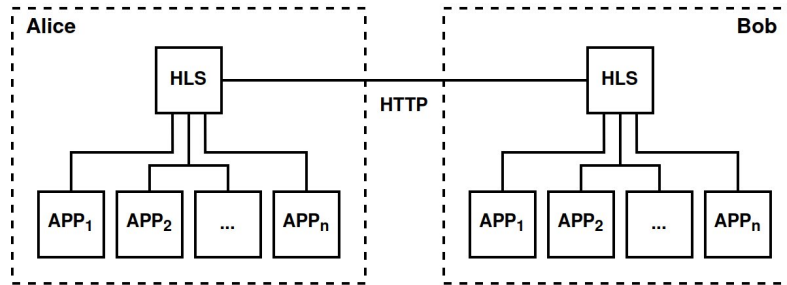 Alice
Bob
HLS
HLS
HTTP
APP1 APP2 ... APPn
APP1 APP2 ... APPn